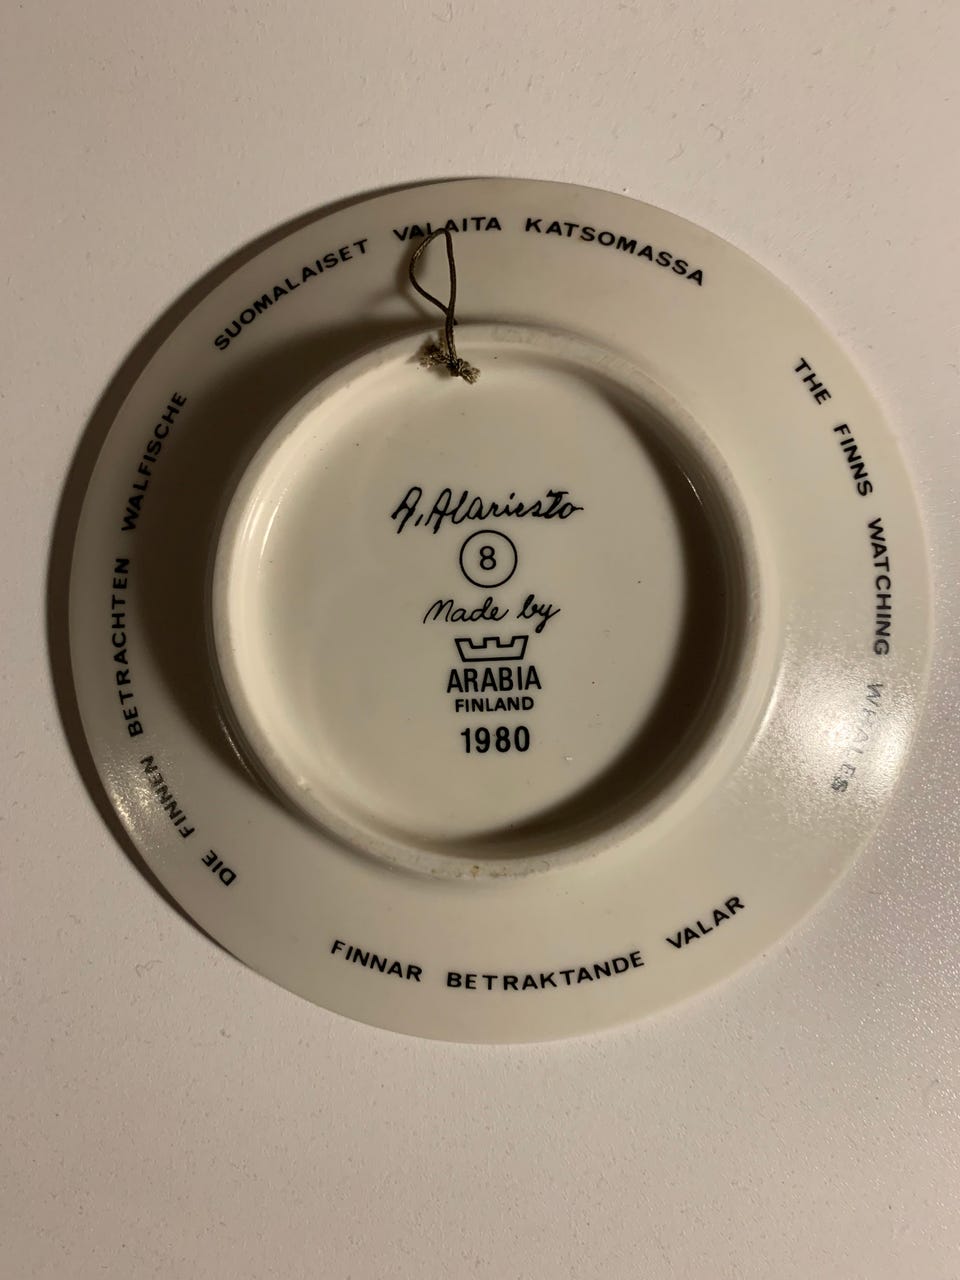 SUOMALAISET VALAITA KATSOMASSA
THE FINNS WATCHING WHALES
FINNAR BETRAKTANDE VALAR
DIE FINNEN BETRACHTEN WALFISCHE
A. Alariesto
8
Made by
ARABIA
FINLAND
1980